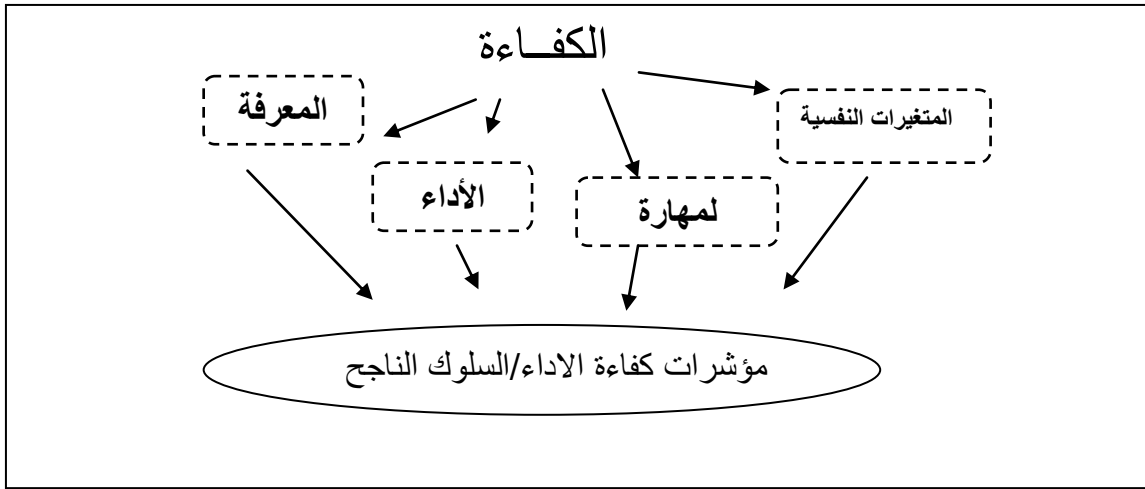 الكفــاءة
المتغيرات النفسية
المعرفة
لمهارة
الأداء
مؤشرات كفاءة الاداء/السلوك الناجح